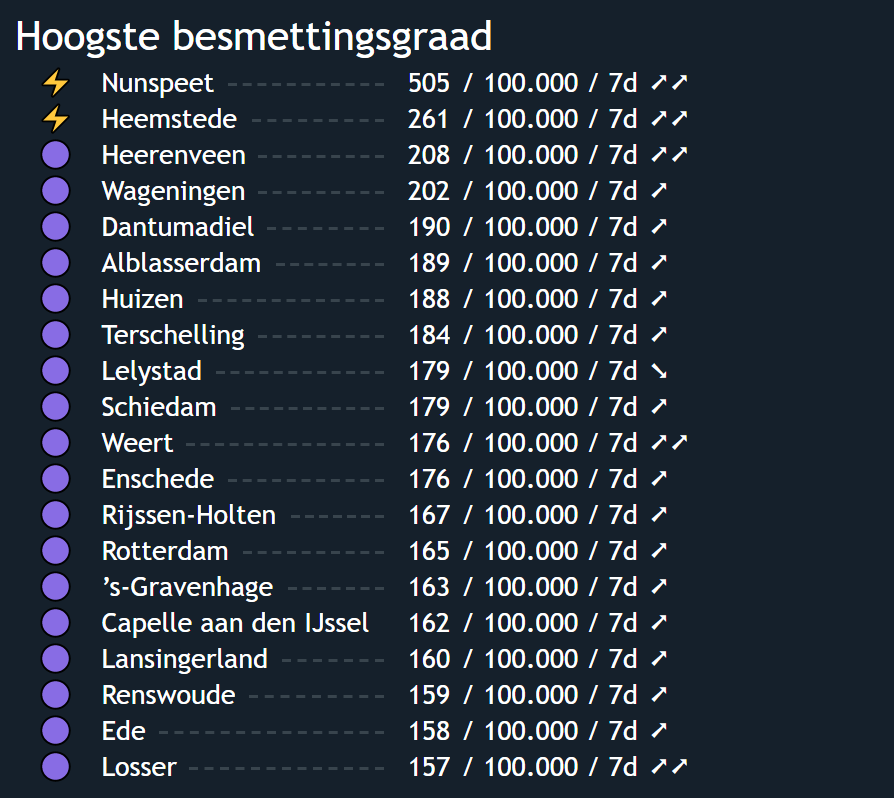 Hoogste besmettingsgraad
⚡ Nunspeet ----------- 505 / 100.000 / 7d ➚➚
⚡ Heemstede --------- 261 / 100.000 / 7d ➚➚
🟣 Heerenveen --------- 208 / 100.000 / 7d ➚➚
🟣 Wageningen --------- 202 / 100.000 / 7d ➚
🟣 Dantumadiel -------- 190 / 100.000 / 7d ➚
🟣 Alblasserdam ------- 189 / 100.000 / 7d ➚
🟣 Huizen ------------- 188 / 100.000 / 7d ➚
🟣 Terschelling --------- 184 / 100.000 / 7d ➚
🟣 Lelystad ------------ 179 / 100.000 / 7d ➘
🟣 Schiedam ----------- 179 / 100.000 / 7d ➚
🟣 Weert -------------- 176 / 100.000 / 7d ➚➚
🟣 Enschede ----------- 176 / 100.000 / 7d ➚
🟣 Rijssen-Holten ------- 167 / 100.000 / 7d ➚
🟣 Rotterdam ---------- 165 / 100.000 / 7d ➚
🟣 ’s-Gravenhage ------- 163 / 100.000 / 7d ➚
🟣 Capelle aan den IJssel 162 / 100.000 / 7d ➚
🟣 Lansingerland ------- 160 / 100.000 / 7d ➚
🟣 Renswoude ---------- 159 / 100.000 / 7d ➚
🟣 Ede ---------------- 158 / 100.000 / 7d ➚
🟣 Losser -------------- 157 / 100.000 / 7d ➚➚